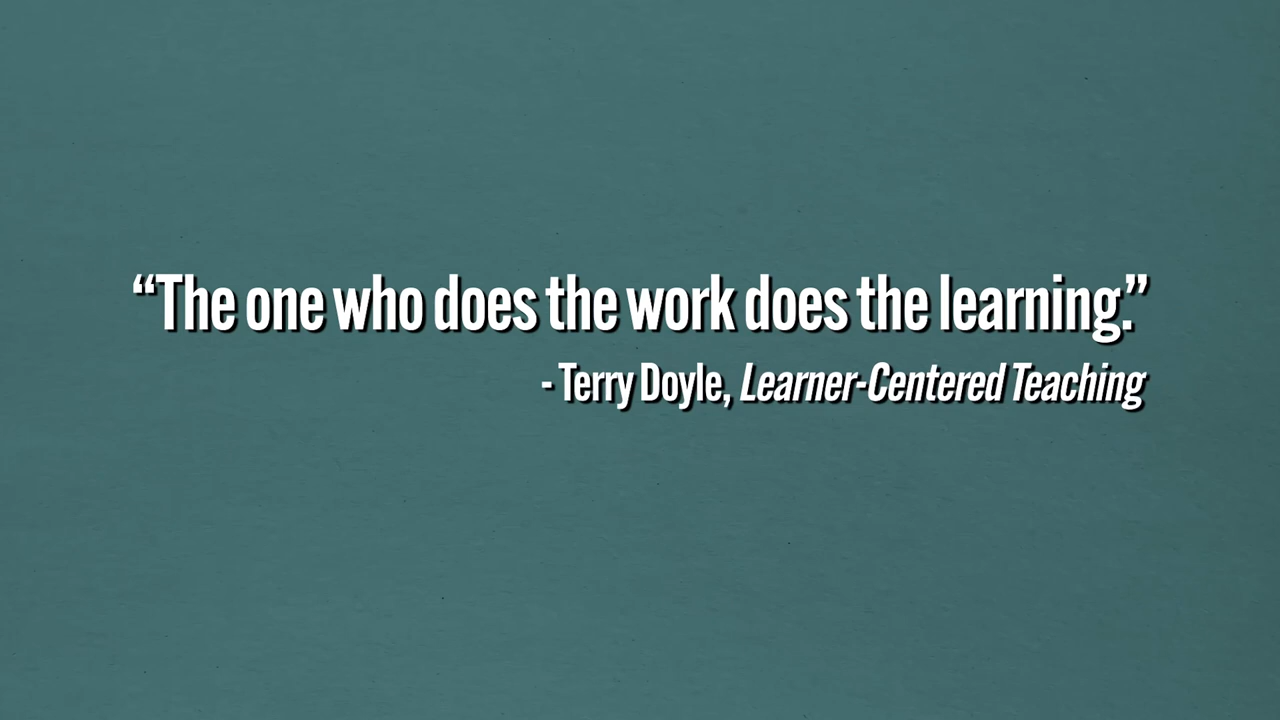 “The one who does the work does the learning.”
- Terry Doyle, Learner-Centered Teaching